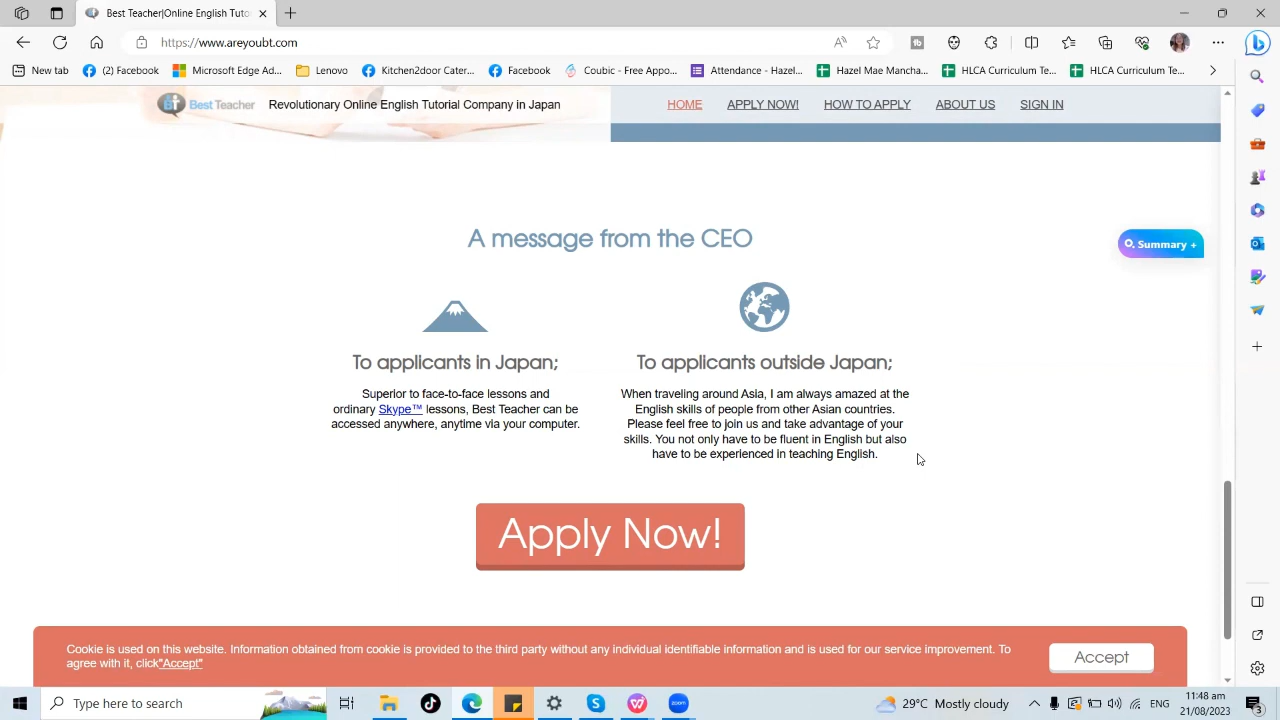 Best Teacher|Online English Tutor
https://www.areyoubt.com
New tab
(2) Facebook
Microsoft Edge Ad...
Lenovo
Kitchen2door Cater...
Facebook
Coubic - Free Appo...
Attendance - Hazel...
Hazel Mae Mancha...
HLCA Curriculum Te...
HLCA Curriculum Te...
BT Best Teacher Revolutionary Online English Tutorial Company in Japan
HOME
APPLY NOW!
HOW TO APPLY
ABOUT US
SIGN IN
A message from the CEO
Summary +
To applicants in Japan;
Superior to face-to-face lessons and
ordinary Skype™ lessons, Best Teacher can be
accessed anywhere, anytime via your computer.
To applicants outside Japan;
When traveling around Asia, I am always amazed at the
English skills of people from other Asian countries.
Please feel free to join us and take advantage of your
skills. You not only have to be fluent in English but also
have to be experienced in teaching English.
Apply Now!
Cookie is used on this website. Information obtained from cookie is provided to the third party without any individual identifiable information and is used for our service improvement. To
agree with it, click"Accept"
Accept
Type here to search
zoom
29°C Mostly cloudy
11:48 am
21/08/2023
3